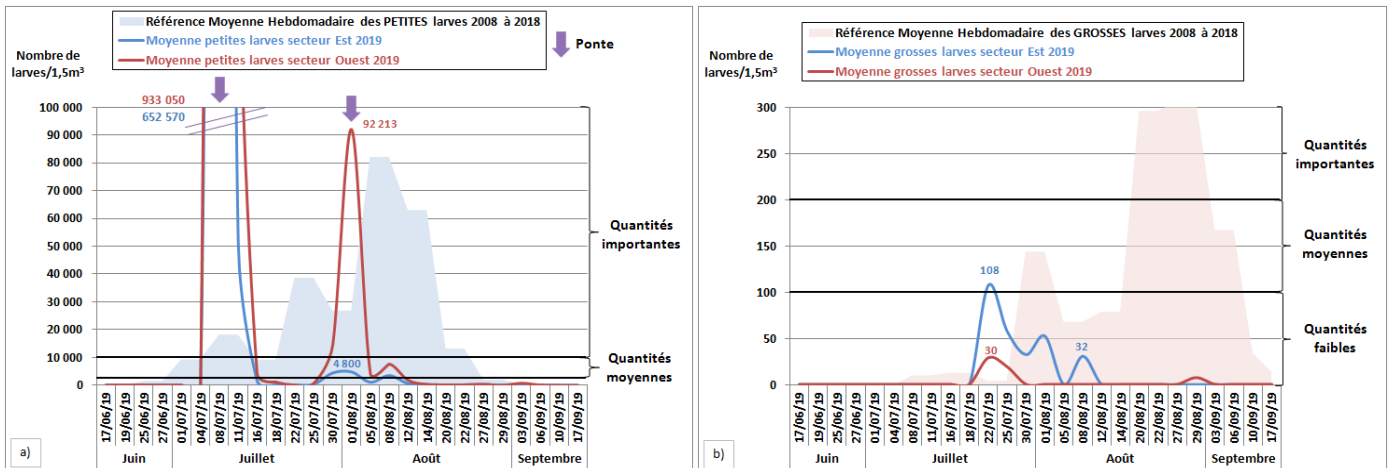 Référence Moyenne Hebdomadaire des PETITES larves 2008 à 2018
Moyenne petites larves secteur Est 2019
Moyenne petites larves secteur Ouest 2019
Ponte
Nombre de
larves/1,5m³
933 050
652 570
92 213
4 800
100 000
90 000
80 000
70 000
60 000
50 000
40 000
30 000
20 000
10 000
0
Quantités
importantes
Quantités
moyennes
17/06/19
19/06/19
25/06/19
27/06/19
01/07/19
04/07/19
08/07/19
11/07/19
16/07/19
18/07/19
22/07/19
25/07/19
30/07/19
01/08/19
05/08/19
08/08/19
12/08/19
14/08/19
20/08/19
22/08/19
27/08/19
29/08/19
03/09/19
06/09/19
10/09/19
17/09/19
Juin
Juillet
Août
Septembre
a)
Référence Moyenne Hebdomadaire des GROSSES larves 2008 à 2018
Moyenne grosses larves secteur Est 2019
Moyenne grosses larves secteur Ouest 2019
Nombre de
larves/1,5m³
300
250
200
150
100
50
0
108
30
32
Quantités
importantes
Quantités
moyennes
Quantités
faibles
17/06/19
19/06/19
25/06/19
27/06/19
01/07/19
04/07/19
08/07/19
11/07/19
16/07/19
18/07/19
22/07/19
25/07/19
30/07/19
01/08/19
05/08/19
08/08/19
12/08/19
14/08/19
20/08/19
22/08/19
27/08/19
29/08/19
03/09/19
06/09/19
10/09/19
17/09/19
Juin
Juillet
Août
Septembre
b)